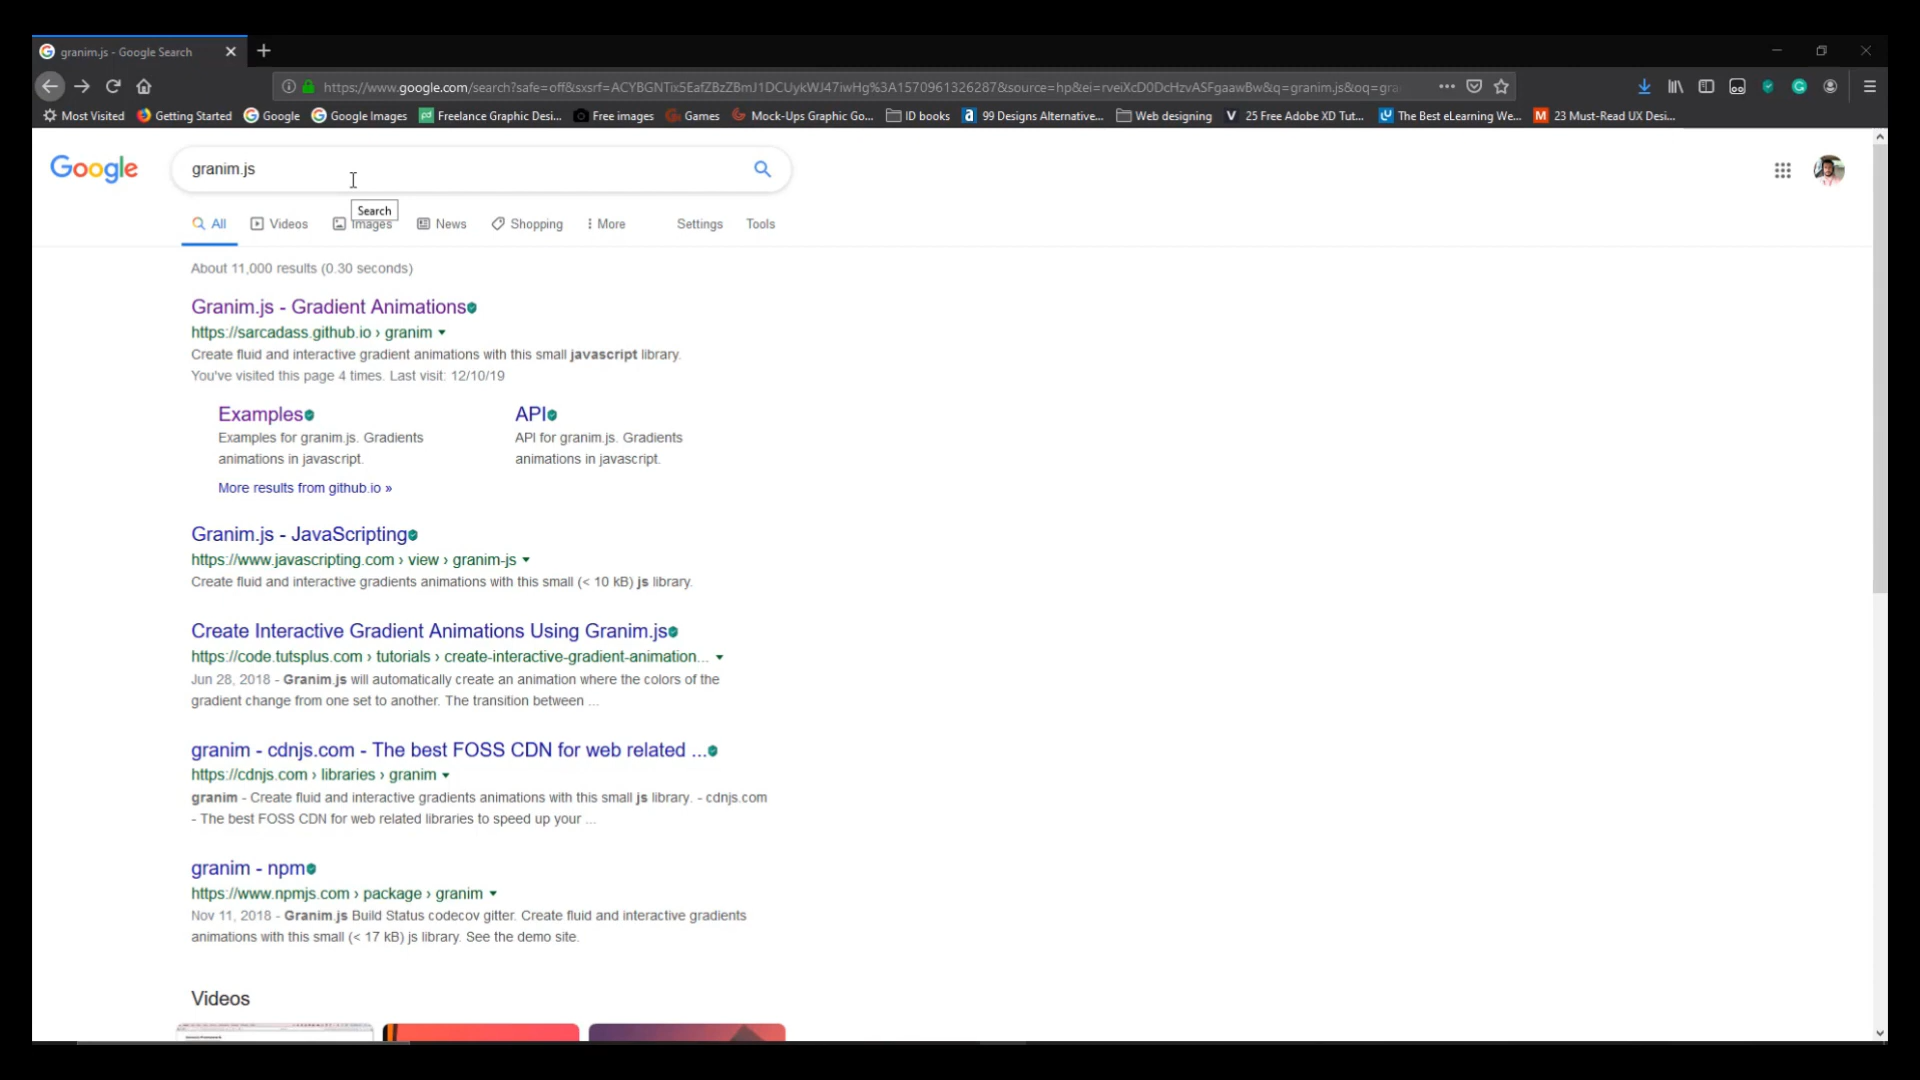 granim.js - Google Search
https://www.google.com/search?safe=off&sxsrf=ACYBGNTix5EafZBzZBmJ1DCUykWJ47iwHg%3A1570961326287&source=hp&ei=rveiXcD0DcHzvASFgaawBw&q=granim.js&oq=gra
Most Visited Getting Started Google Google Images Freelance Graphic Desi... Free images Games Mock-Ups Graphic Go... ID books 99 Designs Alternative... Web designing 25 Free Adobe XD Tut... The Best eLearning We... 23 Must-Read UX Desi...
Google granim.js
Search
All Videos Images News Shopping More Settings Tools
About 11,000 results (0.30 seconds)
Granim.js - Gradient Animations
https://sarcadass.github.io › granim
Create fluid and interactive gradient animations with this small javascript library.
You've visited this page 4 times. Last visit: 12/10/19
Examples
Examples for granim.js. Gradients
animations in javascript.
API
API for granim.js. Gradients
animations in javascript.
More results from github.io »
Granim.js - JavaScripting
https://www.javascripting.com › view › granim-js
Create fluid and interactive gradients animations with this small (< 10 kB) js library.
Create Interactive Gradient Animations Using Granim.js
https://code.tutsplus.com › tutorials › create-interactive-gradient-animation...
Jun 28, 2018 - Granim.js will automatically create an animation where the colors of the
gradient change from one set to another. The transition between ...
granim - cdnjs.com - The best FOSS CDN for web related ...
https://cdnjs.com › libraries › granim
granim - Create fluid and interactive gradients animations with this small js library. - cdnjs.com
- The best FOSS CDN for web related libraries to speed up your ...
granim - npm
https://www.npmjs.com › package › granim
Nov 11, 2018 - Granim.js Build Status codecov gitter. Create fluid and interactive gradients
animations with this small (< 17 kB) js library. See the demo site.
Videos